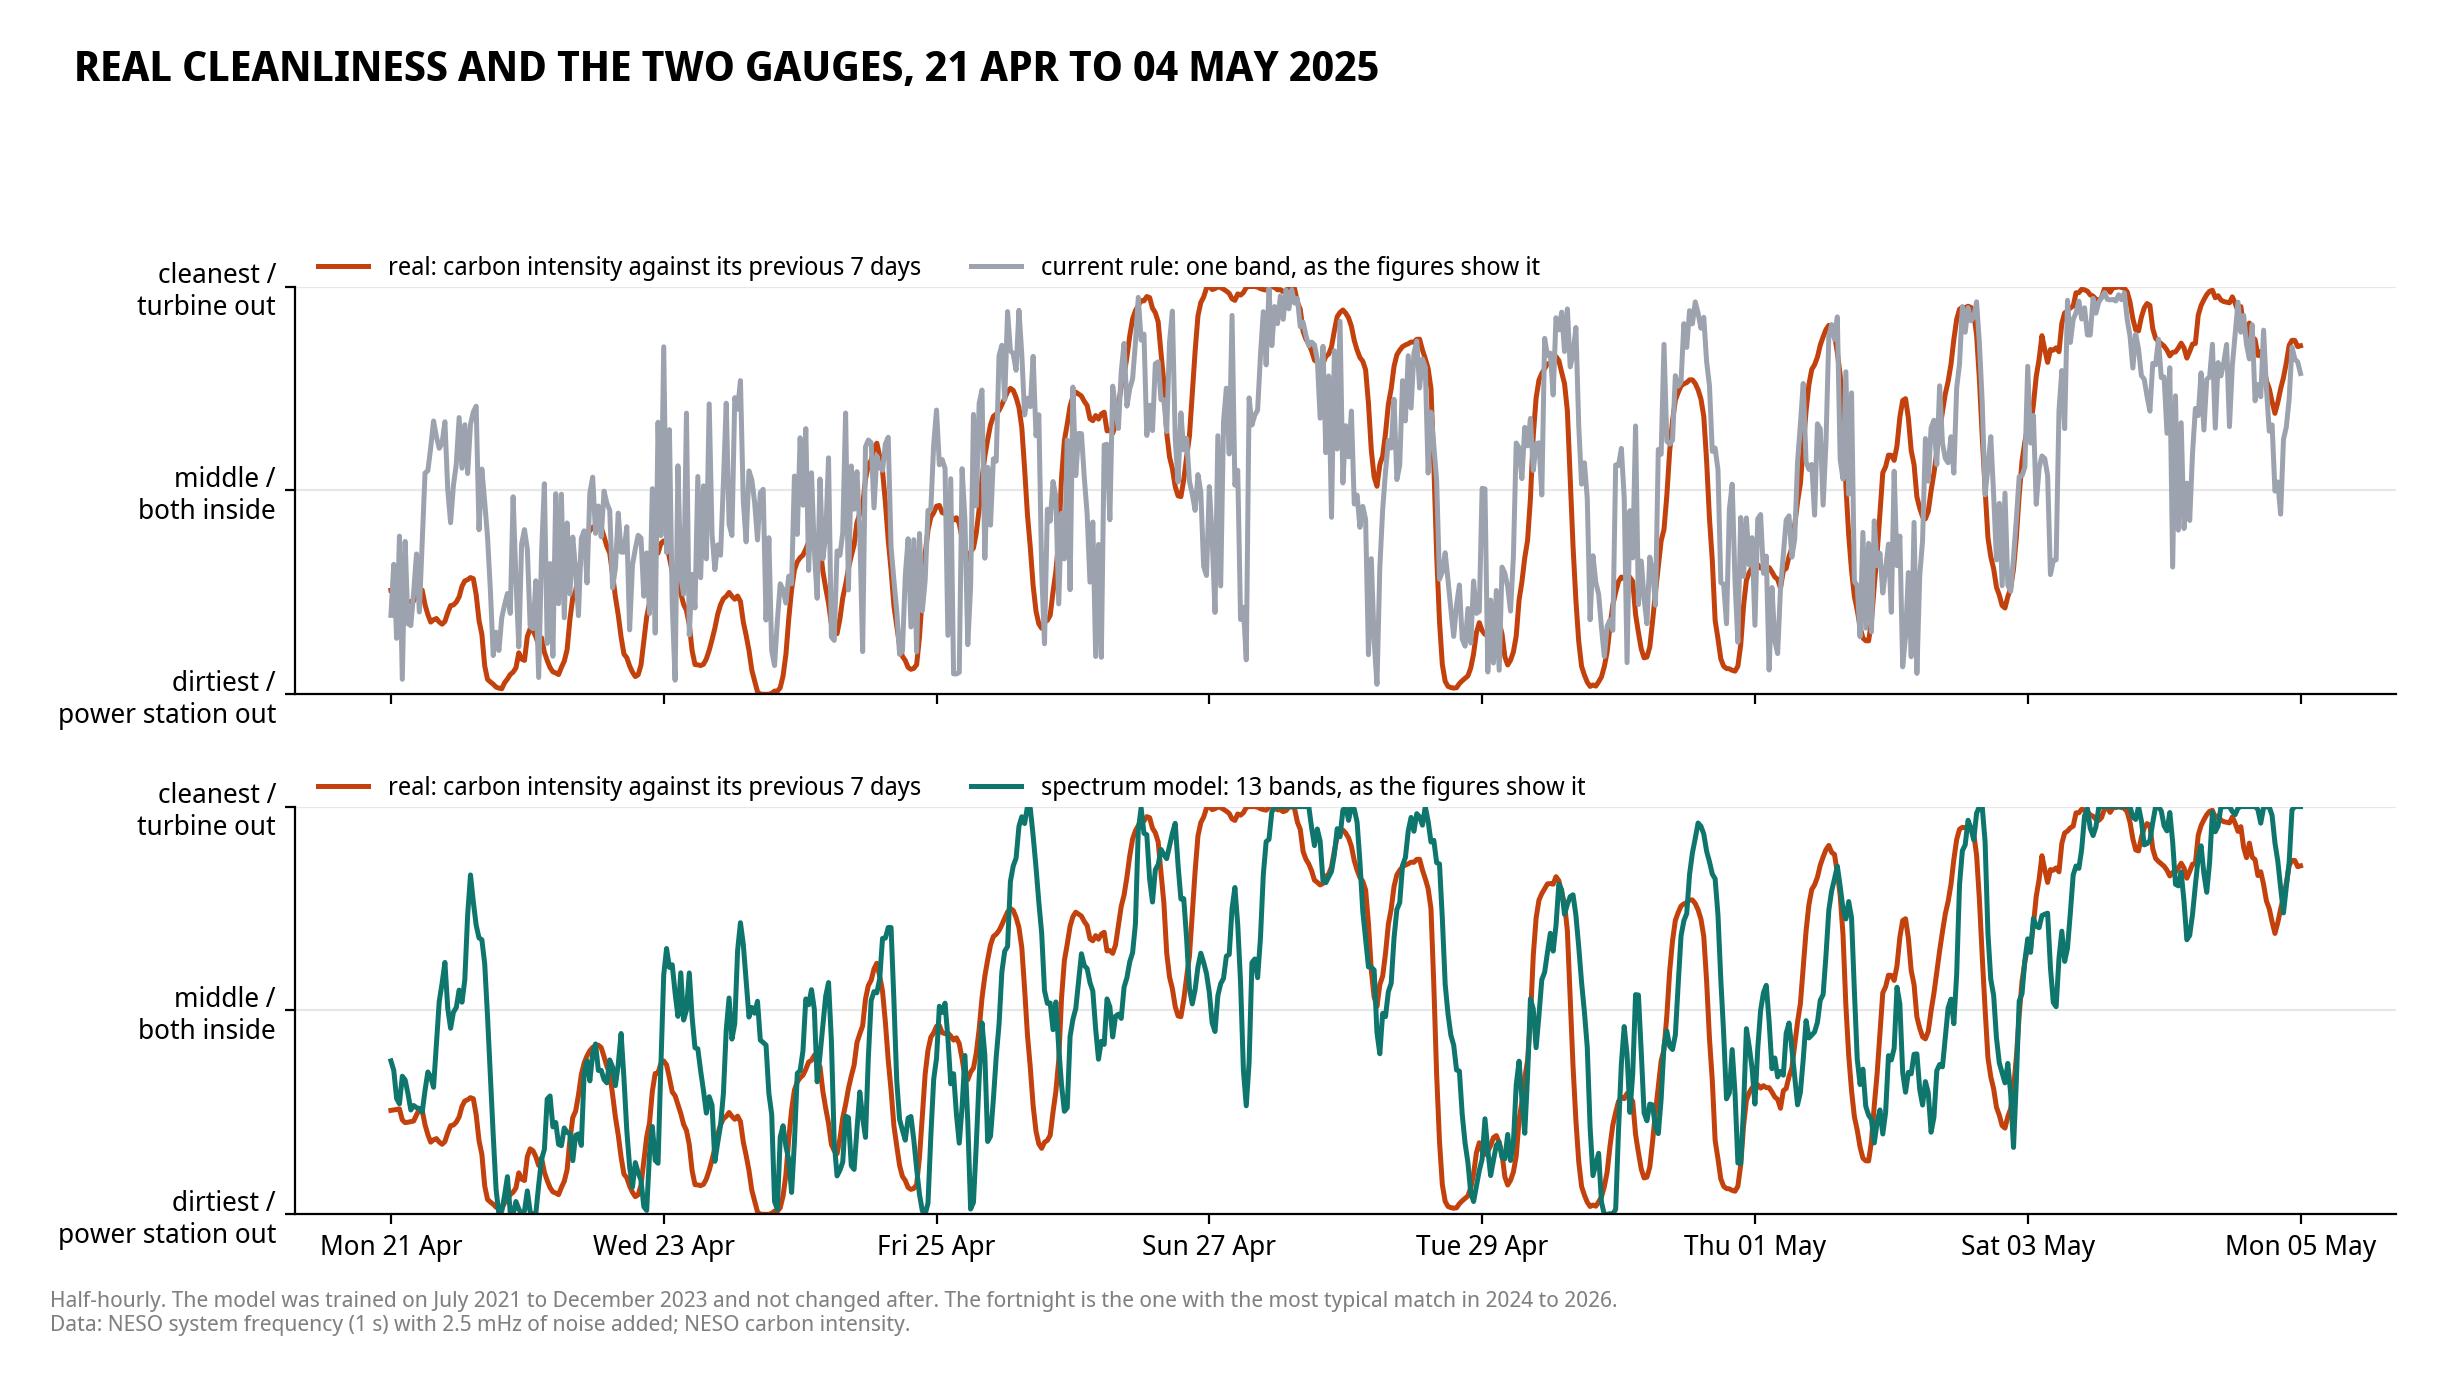 REAL CLEANLINESS AND THE TWO GAUGES, 21 APR TO 04 MAY 2025
real: carbon intensity against its previous 7 days
current rule: one band, as the figures show it
cleanest /
turbine out
middle /
both inside
dirtiest /
power station out
real: carbon intensity against its previous 7 days
spectrum model: 13 bands, as the figures show it
cleanest /
turbine out
middle /
both inside
dirtiest /
power station out
Mon 21 Apr
Wed 23 Apr
Fri 25 Apr
Sun 27 Apr
Tue 29 Apr
Thu 01 May
Sat 03 May
Mon 05 May
Half-hourly. The model was trained on July 2021 to December 2023 and not changed after. The fortnight is the one with the most typical match in 2024 to 2026.
Data: NESO system frequency (1 s) with 2.5 mHz of noise added; NESO carbon intensity.